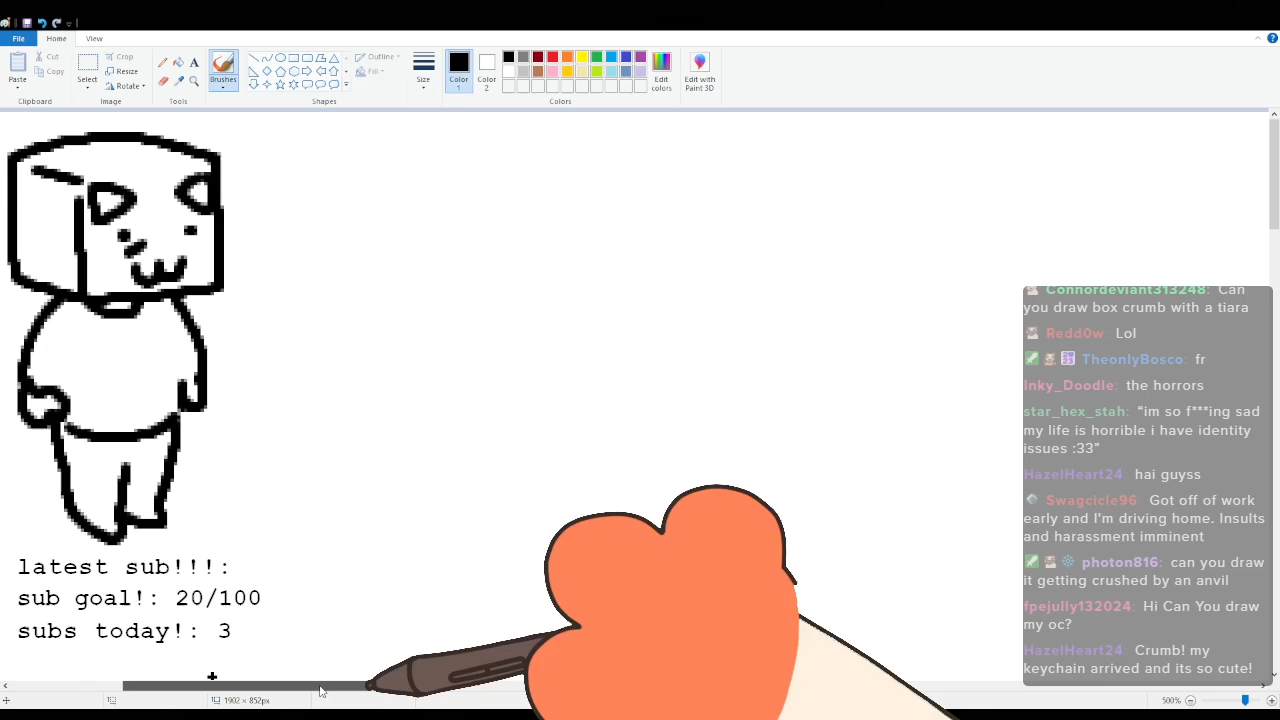 File Home View
Paste
Cut
Copy
Clipboard
Select
Crop
Resize
Rotate
Image
A
Tools
Brushes
Shapes
Outline
Fill
Size
Color 1
Color 2
Edit colors
Colors
Edit with Paint 3D
Connordeviant313248: Can
you draw box crumb with a tiara
Redd0w: Lol
TheonlyBosco: fr
Inky_Doodle: the horrors
star_hex_stah: “im so f***ing sad
my life is horrible i have identity
issues :33”
HazelHeart24: hai guyss
Swagcicle96: Got off of work
early and I'm driving home. Insults
and harassment imminent
photon816: can you draw
it getting crushed by an anvil
fpejully132024: Hi Can You draw
my oc?
HazelHeart24: Crumb! my
keychain arrived and its so cute!
latest sub!!!:
sub goal!: 20/100
subs today!: 3
1902 × 852px
500%